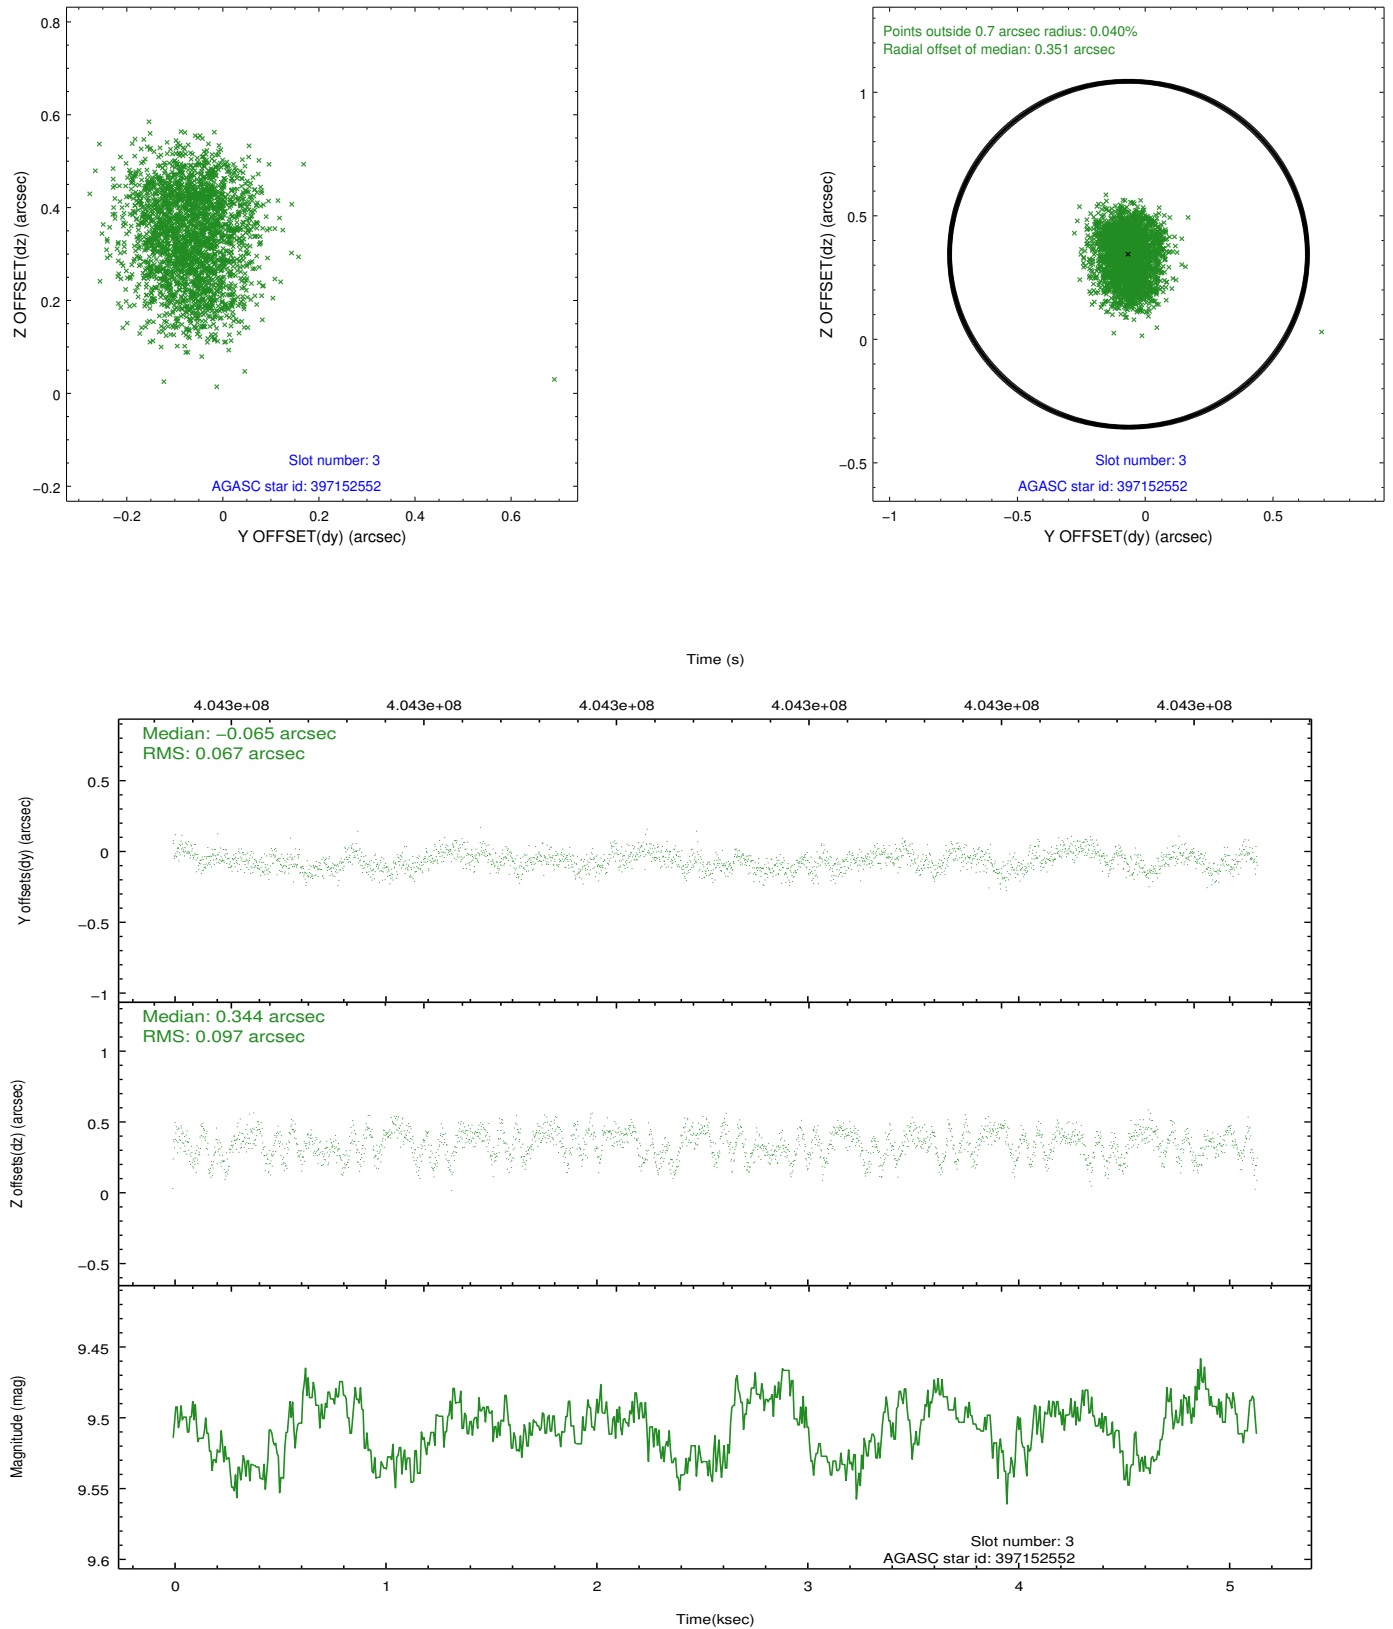 0.8
0.6
0.4
0.2
0
−0.2
Z OFFSET(dz) (arcsec)
Slot number: 3
AGASC star id: 397152552
−0.2 0 0.2 0.4 0.6
Y OFFSET(dy) (arcsec)
Points outside 0.7 arcsec radius: 0.040%
Radial offset of median: 0.351 arcsec
1
0.5
0
−0.5
Z OFFSET(dz) (arcsec)
Slot number: 3
AGASC star id: 397152552
−1 −0.5 0 0.5
Y OFFSET(dy) (arcsec)
Time (s)
4.043e+08 4.043e+08 4.043e+08 4.043e+08 4.043e+08 4.043e+08
Median: −0.065 arcsec
RMS: 0.067 arcsec
0.5
0
−0.5
−1
Y offsets(dy) (arcsec)
Median: 0.344 arcsec
RMS: 0.097 arcsec
1
0.5
0
−0.5
Z offsets(dz) (arcsec)
9.45
9.5
9.55
9.6
Magnitude (mag)
Slot number: 3
AGASC star id: 397152552
0 1 2 3 4 5
Time(ksec)